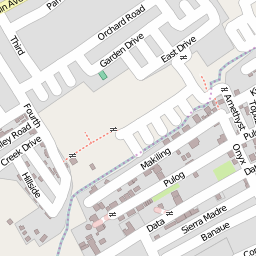 Orchard Road
Garden Drive
East Drive
Third
Fourth
Creek Drive
Hillside
Makiling
Pulog
Pulog
Data
Sierra Madre
Banaue
Amethyst
Onyx